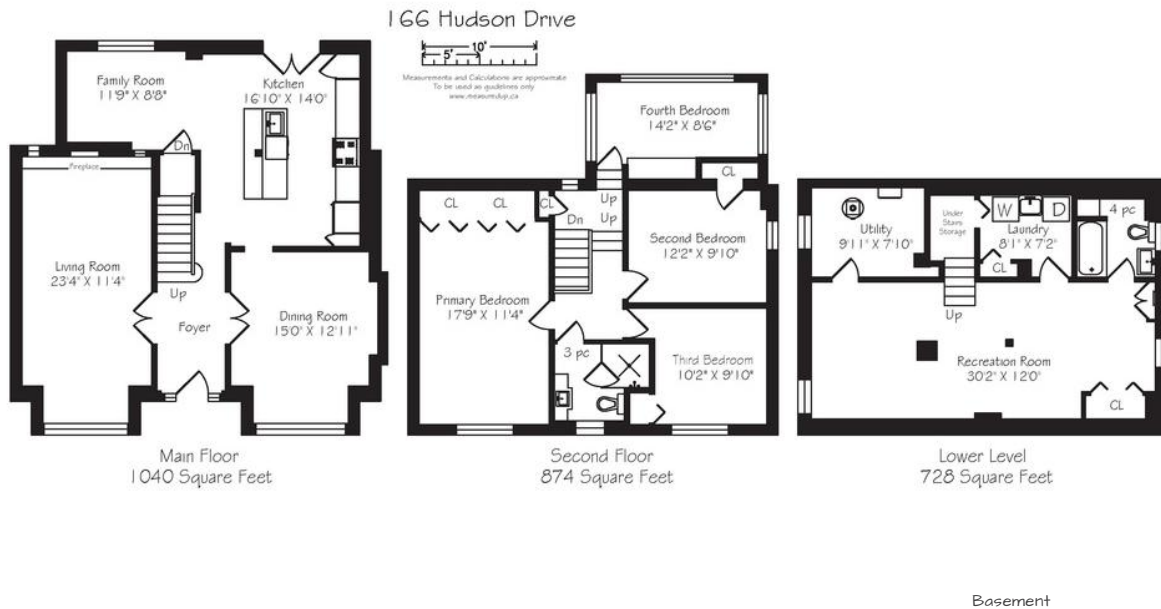 166 Hudson Drive
5'
10'
Measurements and Calculations are approximate
To be used as guidelines only
www.measuredup.ca
Family Room
11'9" X 8'8"
Kitchen
16'10" X 14'0"
Dn
Fireplace
Living Room
23'4" X 11'4"
Up
Foyer
Dining Room
15'0" X 12'11"
Main Floor
1040 Square Feet
Fourth Bedroom
14'2" X 8'6"
CL
CL
CL
CL
Up
Dn
Up
Second Bedroom
12'2" X 9'10"
Primary Bedroom
17'9" X 11'4"
3 pc
Third Bedroom
10'2" X 9'10"
Second Floor
874 Square Feet
Utility
9'11" X 7'10"
Under
Stairs
Storage
W
D
Laundry
8'1" X 7'2"
CL
4 pc
Up
Recreation Room
30'2" X 12'0"
CL
Lower Level
728 Square Feet
Basement